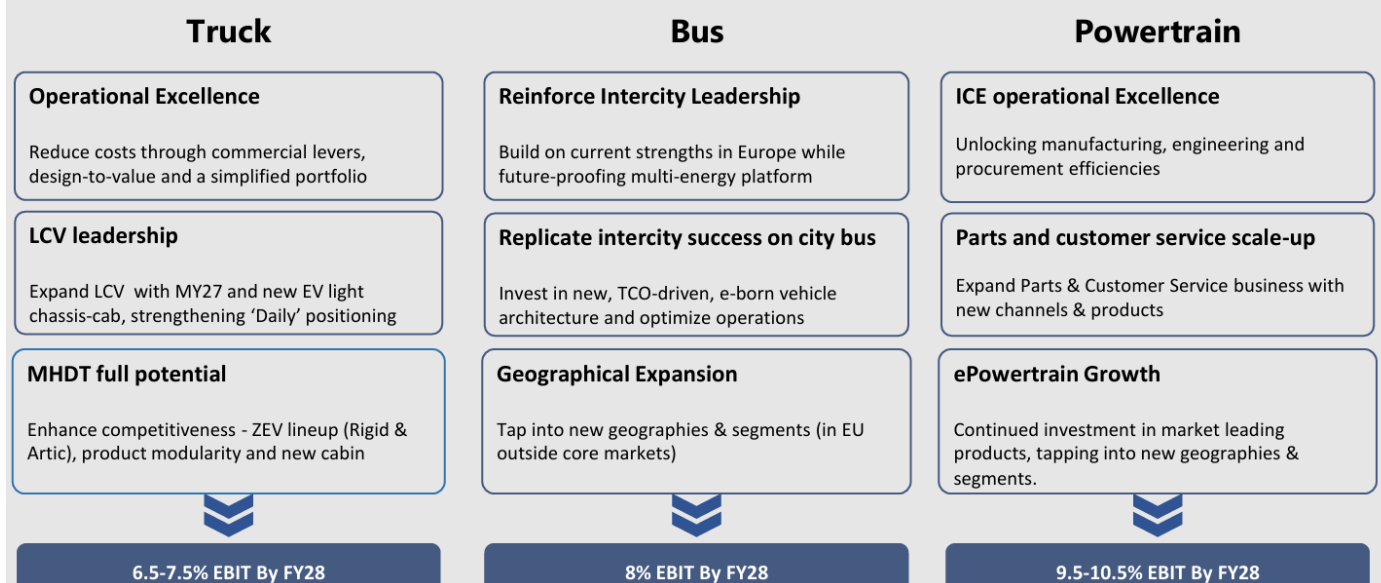 Truck
Operational Excellence
Reduce costs through commercial levers,
design-to-value and a simplified portfolio
LCV leadership
Expand LCV with MY27 and new EV light
chassis-cab, strengthening ‘Daily’ positioning
MHDT full potential
Enhance competitiveness - ZEV lineup (Rigid &
Artic), product modularity and new cabin
6.5-7.5% EBIT By FY28
Bus
Reinforce Intercity Leadership
Build on current strengths in Europe while
future-proofing multi-energy platform
Replicate intercity success on city bus
Invest in new, TCO-driven, e-born vehicle
architecture and optimize operations
Geographical Expansion
Tap into new geographies & segments (in EU
outside core markets)
8% EBIT By FY28
Powertrain
ICE operational Excellence
Unlocking manufacturing, engineering and
procurement efficiencies
Parts and customer service scale-up
Expand Parts & Customer Service business with
new channels & products
ePowertrain Growth
Continued investment in market leading
products, tapping into new geographies &
segments.
9.5-10.5% EBIT By FY28